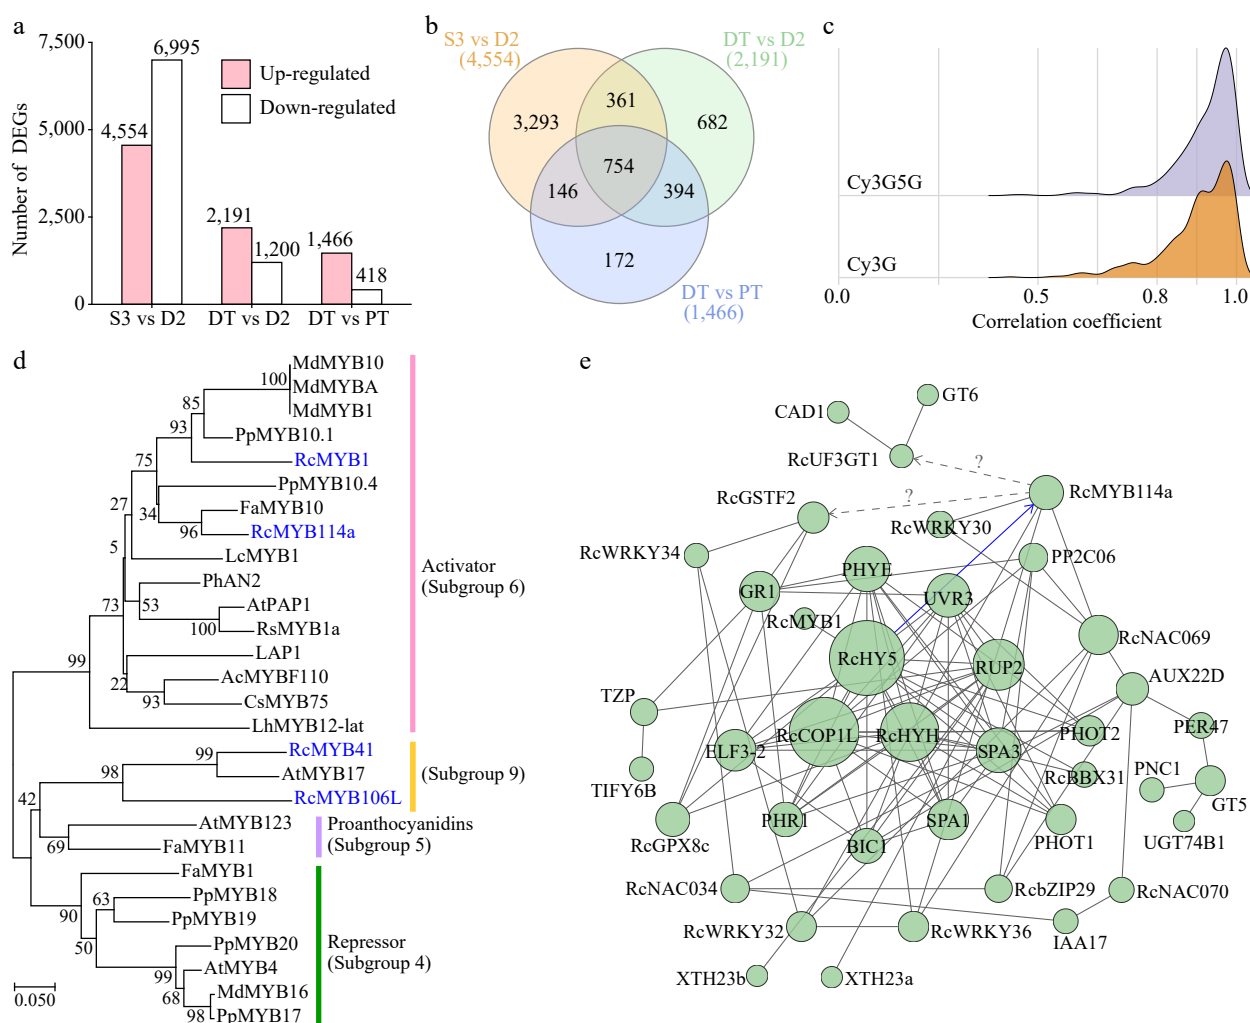 a
7,500
5,000
2,500
0
Number of DEGs
6,995
4,554
2,191
1,200
1,466
418
Up-regulated
Down-regulated
S3 vs D2
DT vs D2
DT vs PT
b
S3 vs D2
(4,554)
DT vs D2
(2,191)
3,293
361
682
754
146
394
172
DT vs PT
(1,466)
c
Cy3G5G
Cy3G
0.0
0.5
0.8
1.0
Correlation coefficient
d
MdMYB10
100
MdMYBA
85
MdMYB1
93
PpMYB10.1
75
RcMYB1
PpMYB10.4
27
34
FaMYB10
96
RcMYB114a
5
LcMYB1
PhAN2
73
53
AtPAP1
100
RsMYB1a
99
LAP1
22
AcMYBF110
93
CsMYB75
LhMYB12-lat
Activator
(Subgroup 6)
RcMYB41
99
98
AtMYB17
RcMYB106L
(Subgroup 9)
42
AtMYB123
69
FaMYB11
Proanthocyanidins
(Subgroup 5)
FaMYB1
90
63
PpMYB18
PpMYB19
50
PpMYB20
99
AtMYB4
68
MdMYB16
98
PpMYB17
Repressor
(Subgroup 4)
0.050
e
GT6
CAD1
RcUF3GT1
?
RcMYB114a
RcGSTF2
?
RcWRKY30
RcWRKY34
PP2C06
PHYE
GR1
UVR3
RcMYB1
RcNAC069
RcHY5
RUP2
AUX22D
TZP
PER47
RcCOP1L
RcHYH
PHOT2
ELF3-2
SPA3
RcBBX31
PNC1
TIFY6B
GT5
PHR1
SPA1
RcGPX8c
BIC1
PHOT1
UGT74B1
RcNAC034
RcbZIP29
RcNAC070
RcWRKY32
RcWRKY36
IAA17
XTH23b
XTH23a